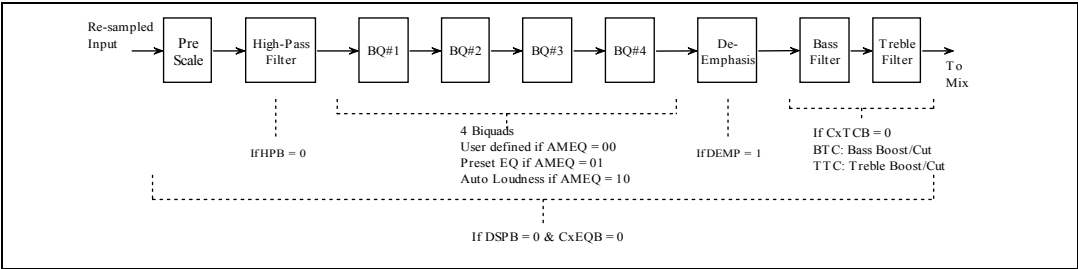 Re-sampled
Input
Pre
Scale
High-Pass
Filter
BQ#1
BQ#2
BQ#3
BQ#4
De-
Emphasis
Bass
Filter
Treble
Filter
To
Mix
If HPB = 0
4 Biquads
User defined if AMEQ = 00
Preset EQ if AMEQ = 01
Auto Loudness if AMEQ = 10
If DEMP = 1
If CxTCB = 0
BTC: Bass Boost/Cut
TTC: Treble Boost/Cut
If DSPB = 0 & CxEQB = 0